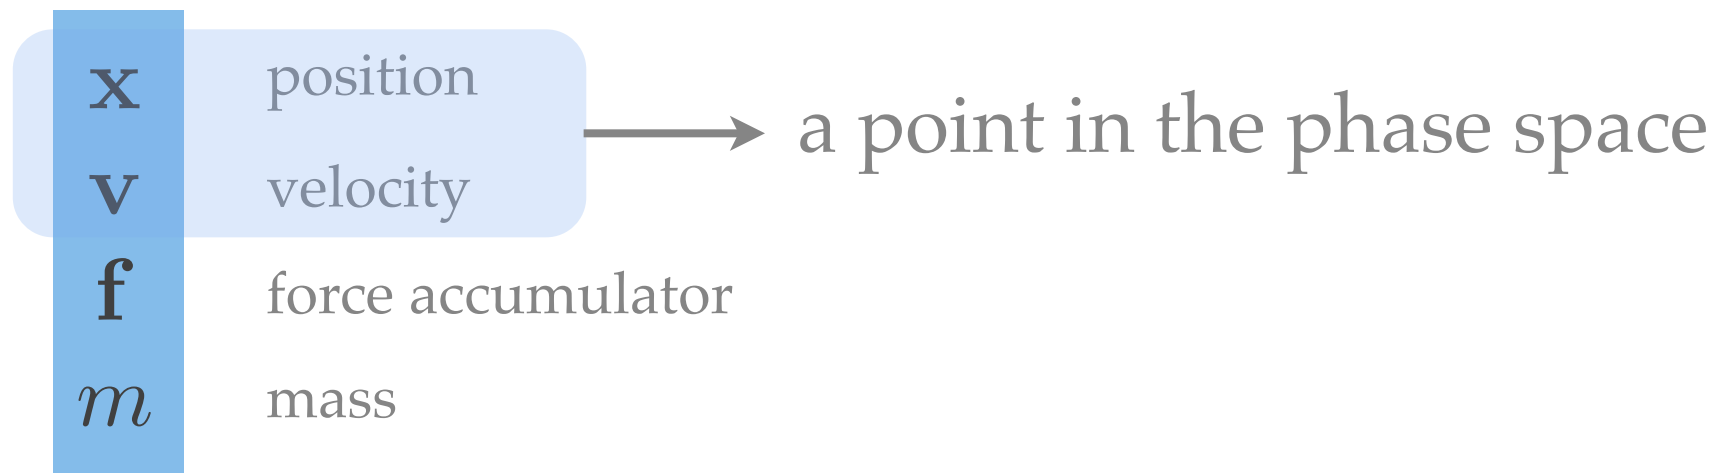 x position
v velocity
a point in the phase space
f force accumulator
m mass